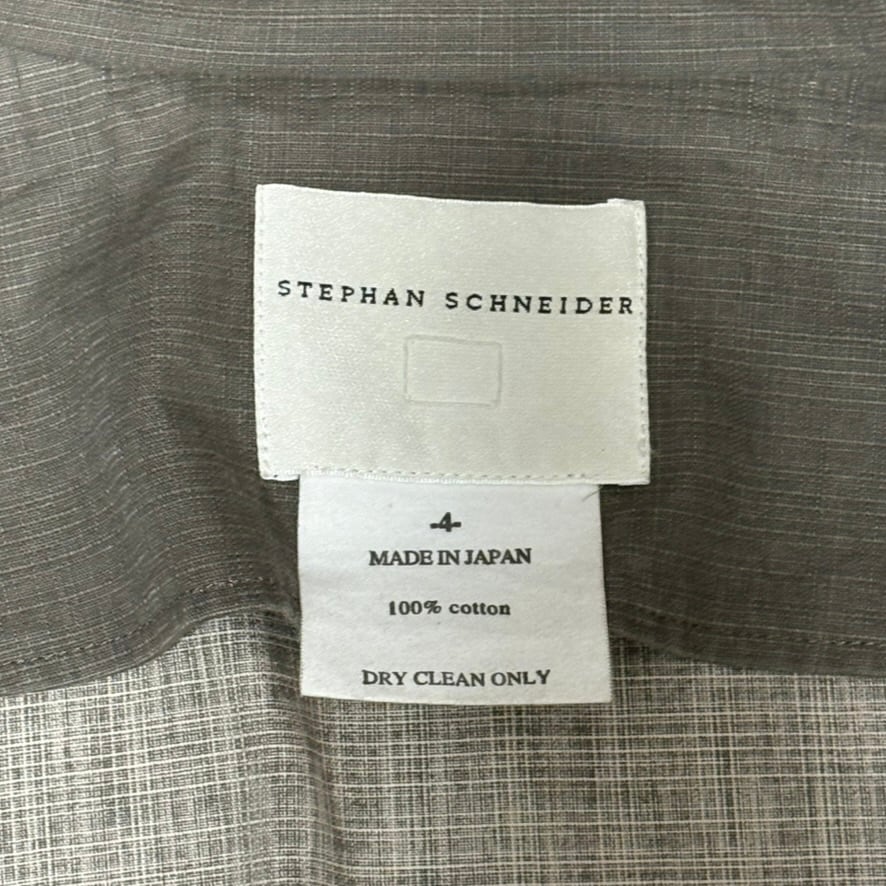 STEPHAN SCHNEIDER
-4-
MADE IN JAPAN
100% cotton
DRY CLEAN ONLY